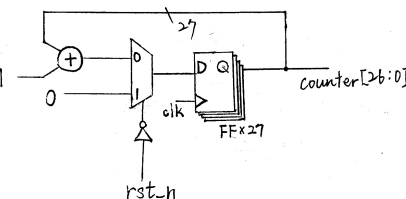 27
+
0
D Q
1
0
1
clk
counter[26:0]
FF×27
rst_n